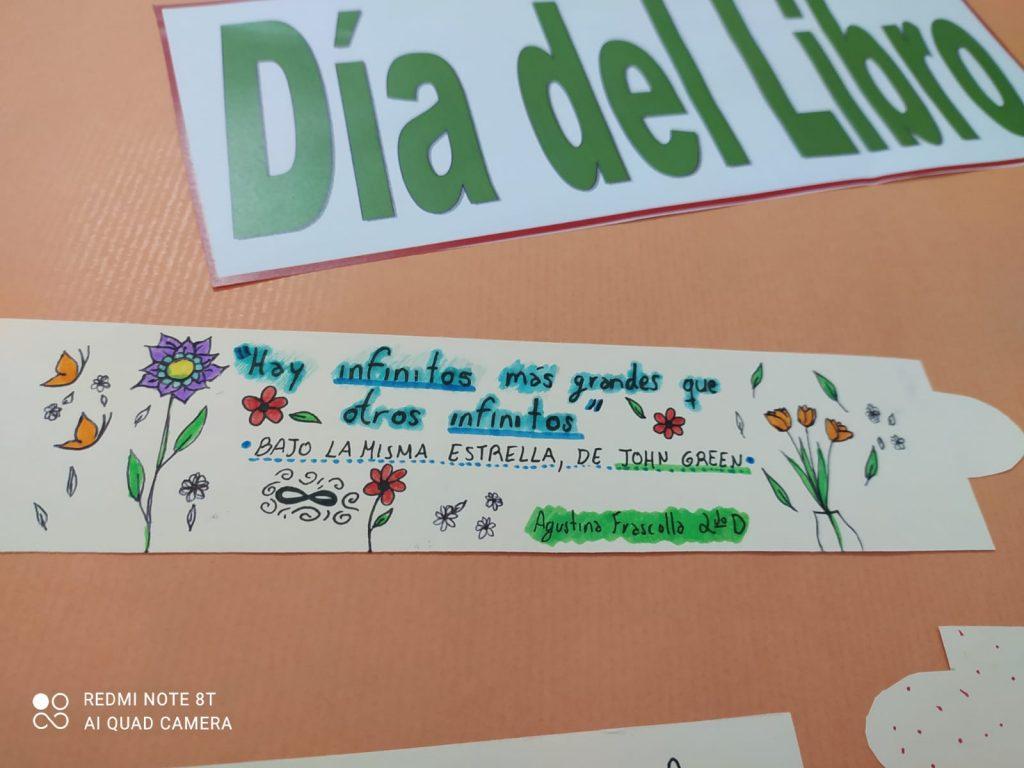 Día del Libro
"Hay infinitos más grandes que
otros infinitos"
• BAJO LA MISMA ESTRELLA, DE JOHN GREEN •
Agustina Frascolla 2do D
REDMI NOTE 8T
AI QUAD CAMERA